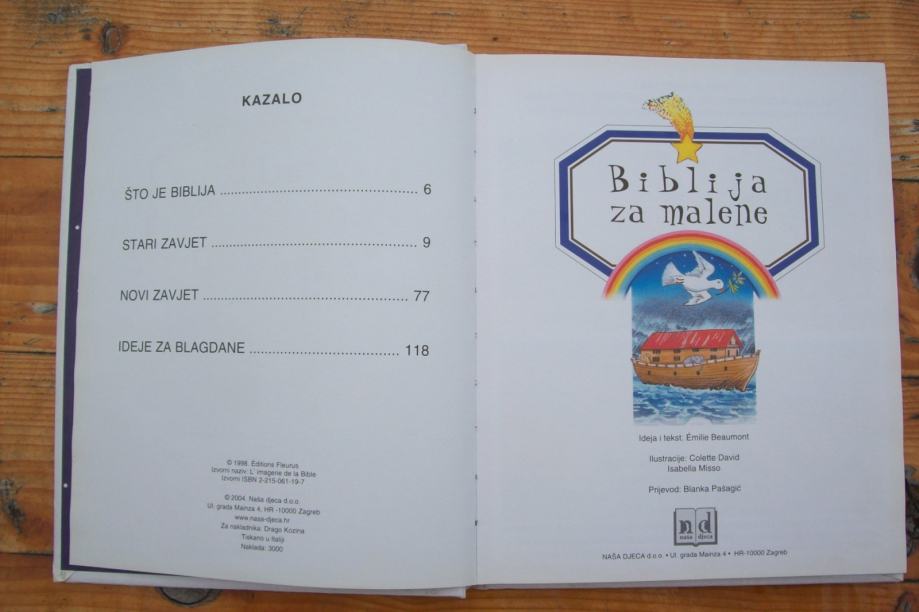 KAZALO
ŠTO JE BIBLIJA ................................................ 6
STARI ZAVJET ................................................ 9
NOVI ZAVJET ................................................ 77
IDEJE ZA BLAGDANE ................................... 118
© 1998. Éditions Fleurus
Izvorni naziv: L' imagerie de la Bible
Izvorni ISBN 2-215-061-19-7
© 2004. Naša djeca d.o.o.
Ul. grada Mainza 4, HR -10000 Zagreb
www.nasa-djeca.hr
Za nakladnika: Drago Kozina
Tiskano u Italiji
Naklada: 3000
Biblija
za malene
Ideja i tekst: Émilie Beaumont
Ilustracije: Colette David
Isabella Misso
Prijevod: Blanka Pašagić
n d
naša djeca
NAŠA DJECA d.o.o. • Ul. grada Mainza 4 • HR-10000 Zagreb